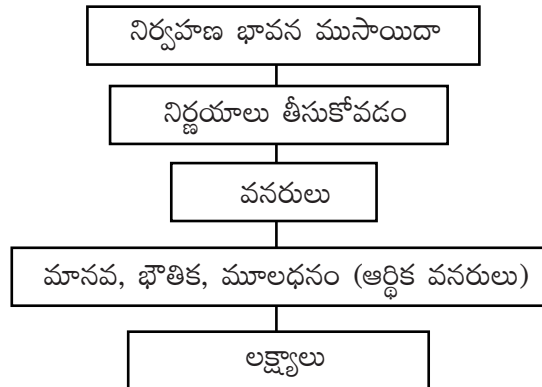 నిర్వహణ భావన ముసాయిదా
నిర్ణయాలు తీసుకోవడం
వనరులు
మానవ, భౌతిక, మూలధనం (ఆర్థిక వనరులు)
లక్ష్యాలు